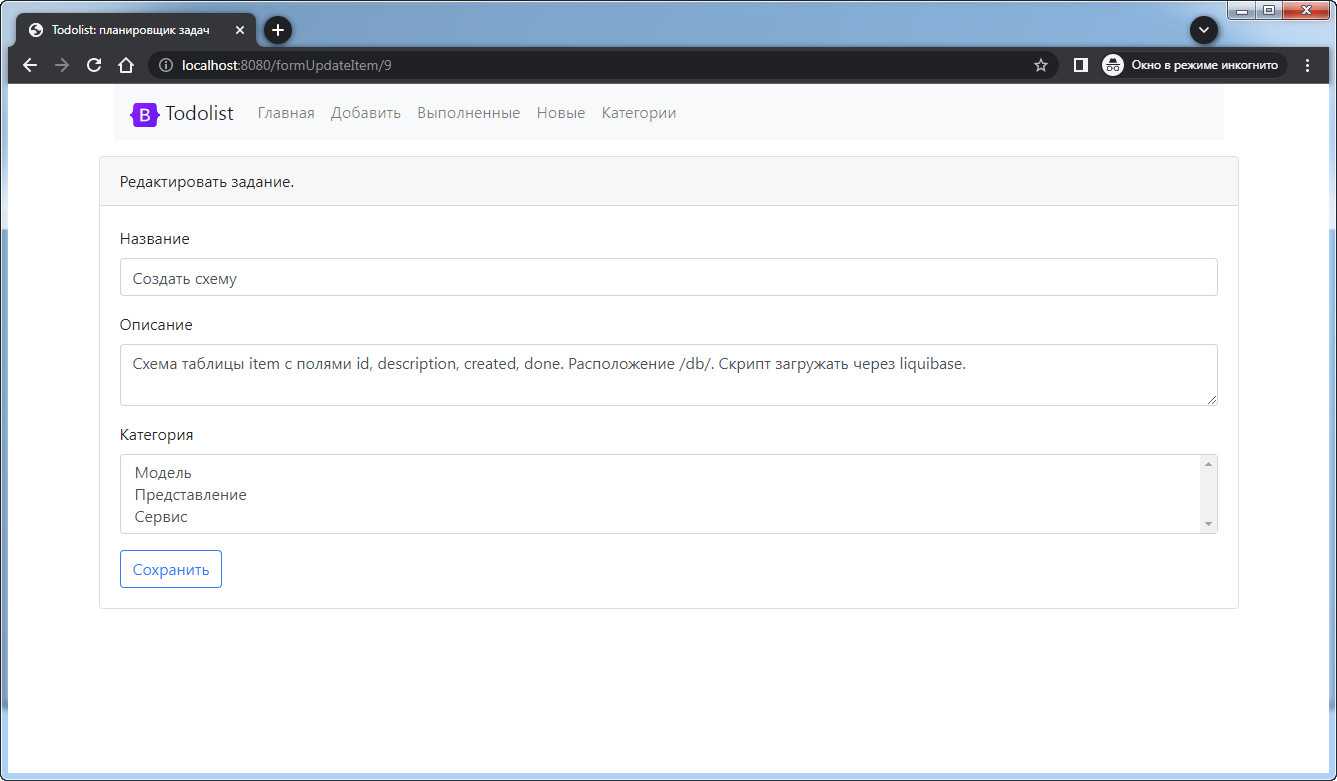 Todolist: планировщик задач
localhost:8080/formUpdateItem/9
Окно в режиме инкогнито
B Todolist Главная Добавить Выполненные Новые Категории
Редактировать задание.
Название
Создать схему
Описание
Схема таблицы item с полями id, description, created, done. Расположение /db/. Скрипт загружать через liquibase.
Категория
Модель
Представление
Сервис
Сохранить